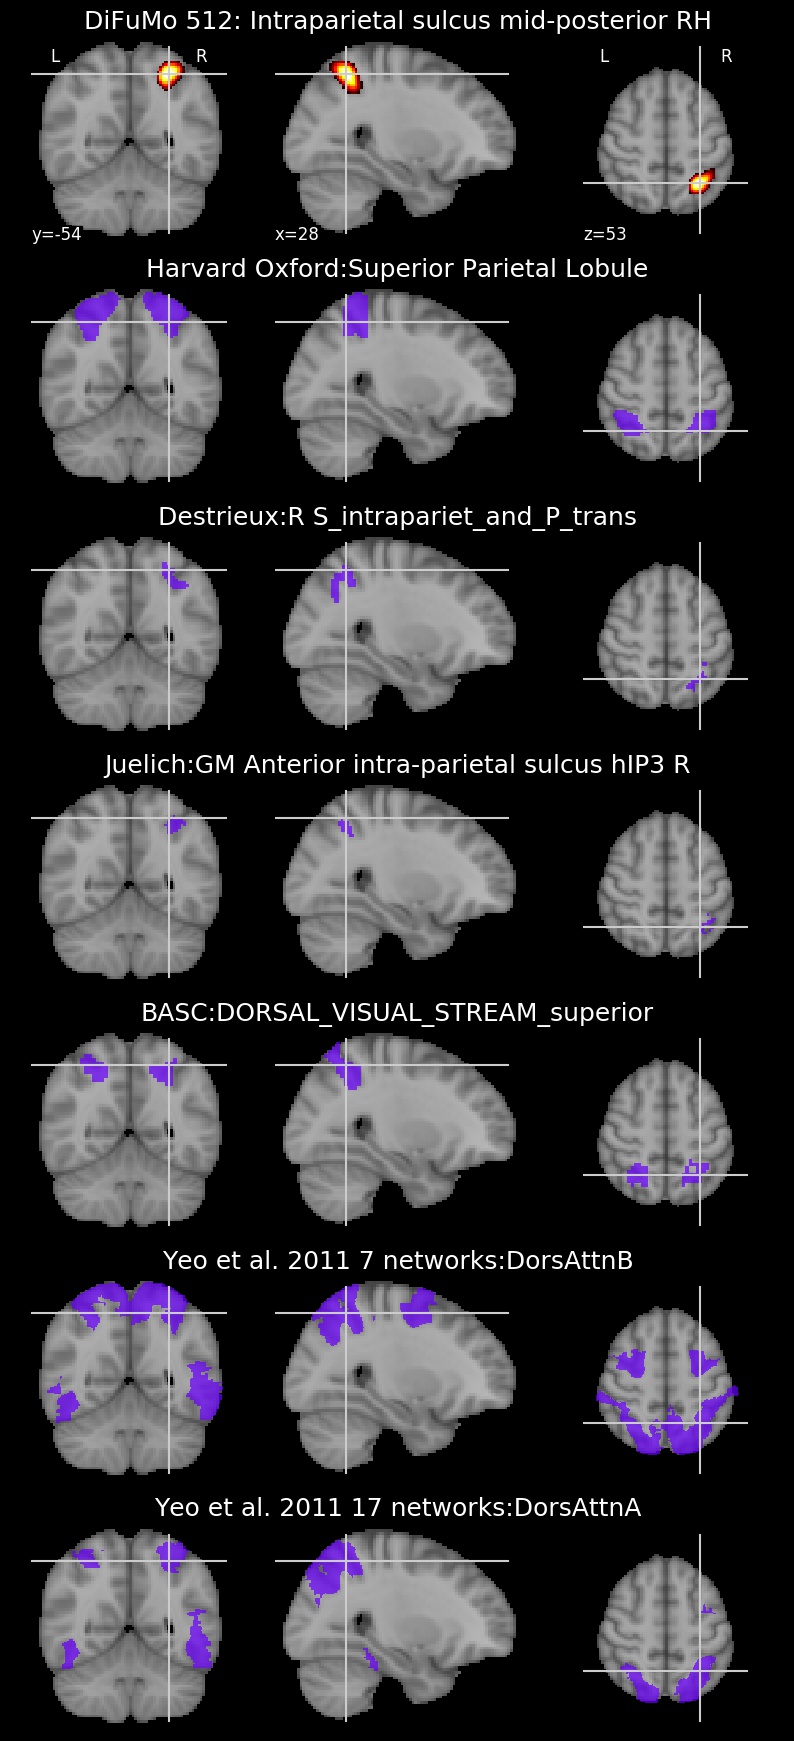 DiFuMo 512: Intraparietal sulcus mid-posterior RH
L R L R
y=-54 x=28 z=53
Harvard Oxford:Superior Parietal Lobule
Destrieux:R S_intrapariet_and_P_trans
Juelich:GM Anterior intra-parietal sulcus hIP3 R
BASC:DORSAL_VISUAL_STREAM_superior
Yeo et al. 2011 7 networks:DorsAttnB
Yeo et al. 2011 17 networks:DorsAttnA